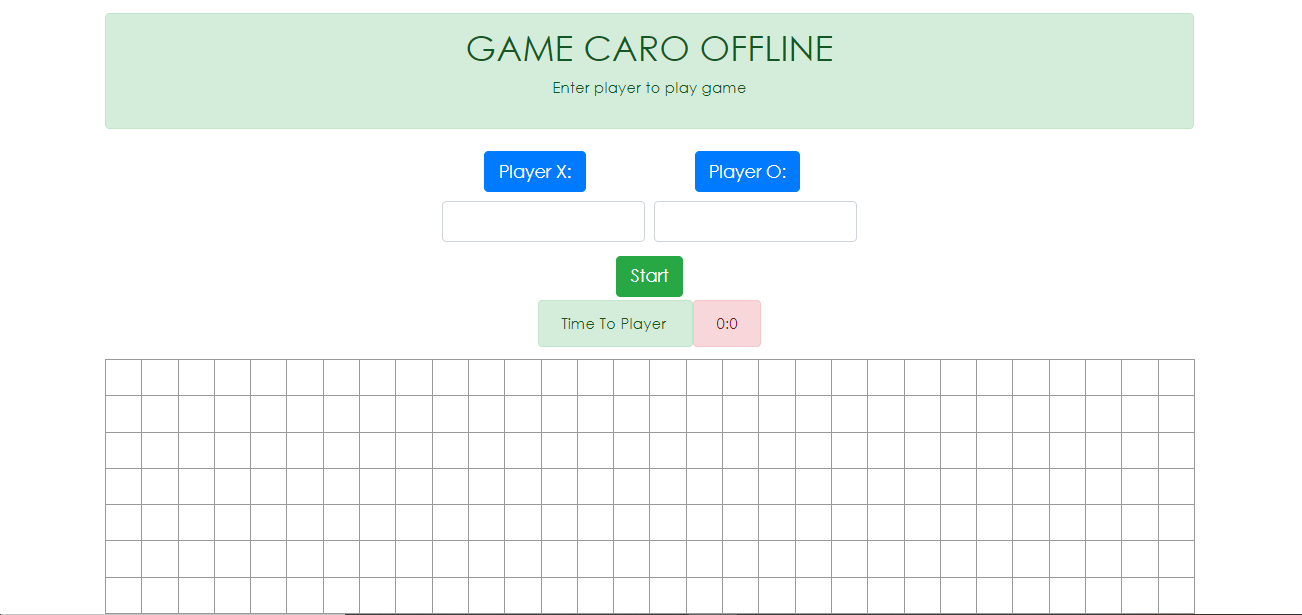 GAME CARO OFFLINE
Enter player to play game
Player X: Player O:
Start
Time To Player 0:0